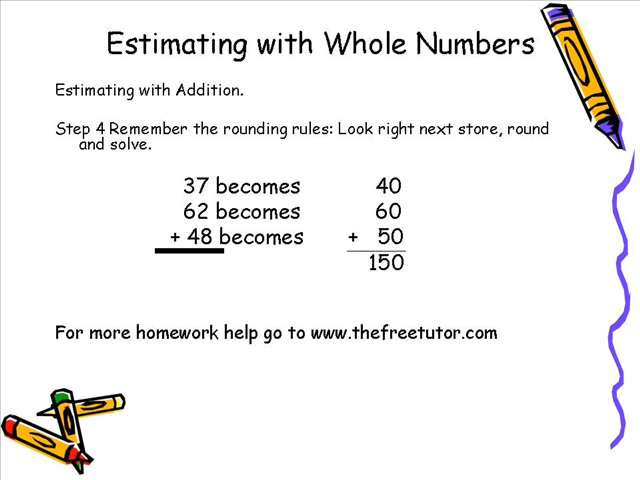 Estimating with Whole Numbers
Estimating with Addition.
Step 4 Remember the rounding rules: Look right next store, round
and solve.
37 becomes 40
62 becomes 60
+ 48 becomes + 50
150
For more homework help go to www.thefreetutor.com